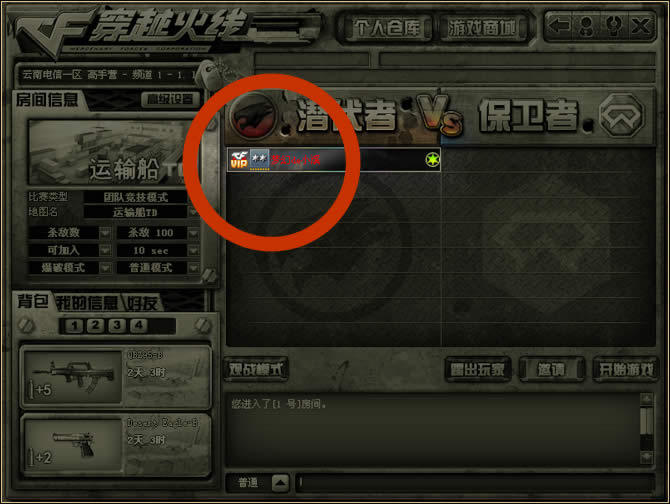 CF 穿越火线
MERCENARY FORCES CORPORATION
个人仓库
游戏商城
云南电信一区 高手营 - 频道 1 - 1.
房间信息
高级设置
潜伏者 Vs 保卫者
CF VIP
运输船TD
比赛类型 团队竞技模式
地图名 运输船TD
杀敌数 杀敌 100
可加入 10 sec
爆破模式 普通模式
背包 我的信息 好友
1 2 3 4
+5
2天 3时
Desert Eagle-B
+2
2天 3时
观战模式
踢出玩家
邀请
开始游戏
您进入了[1 号]房间。
普通